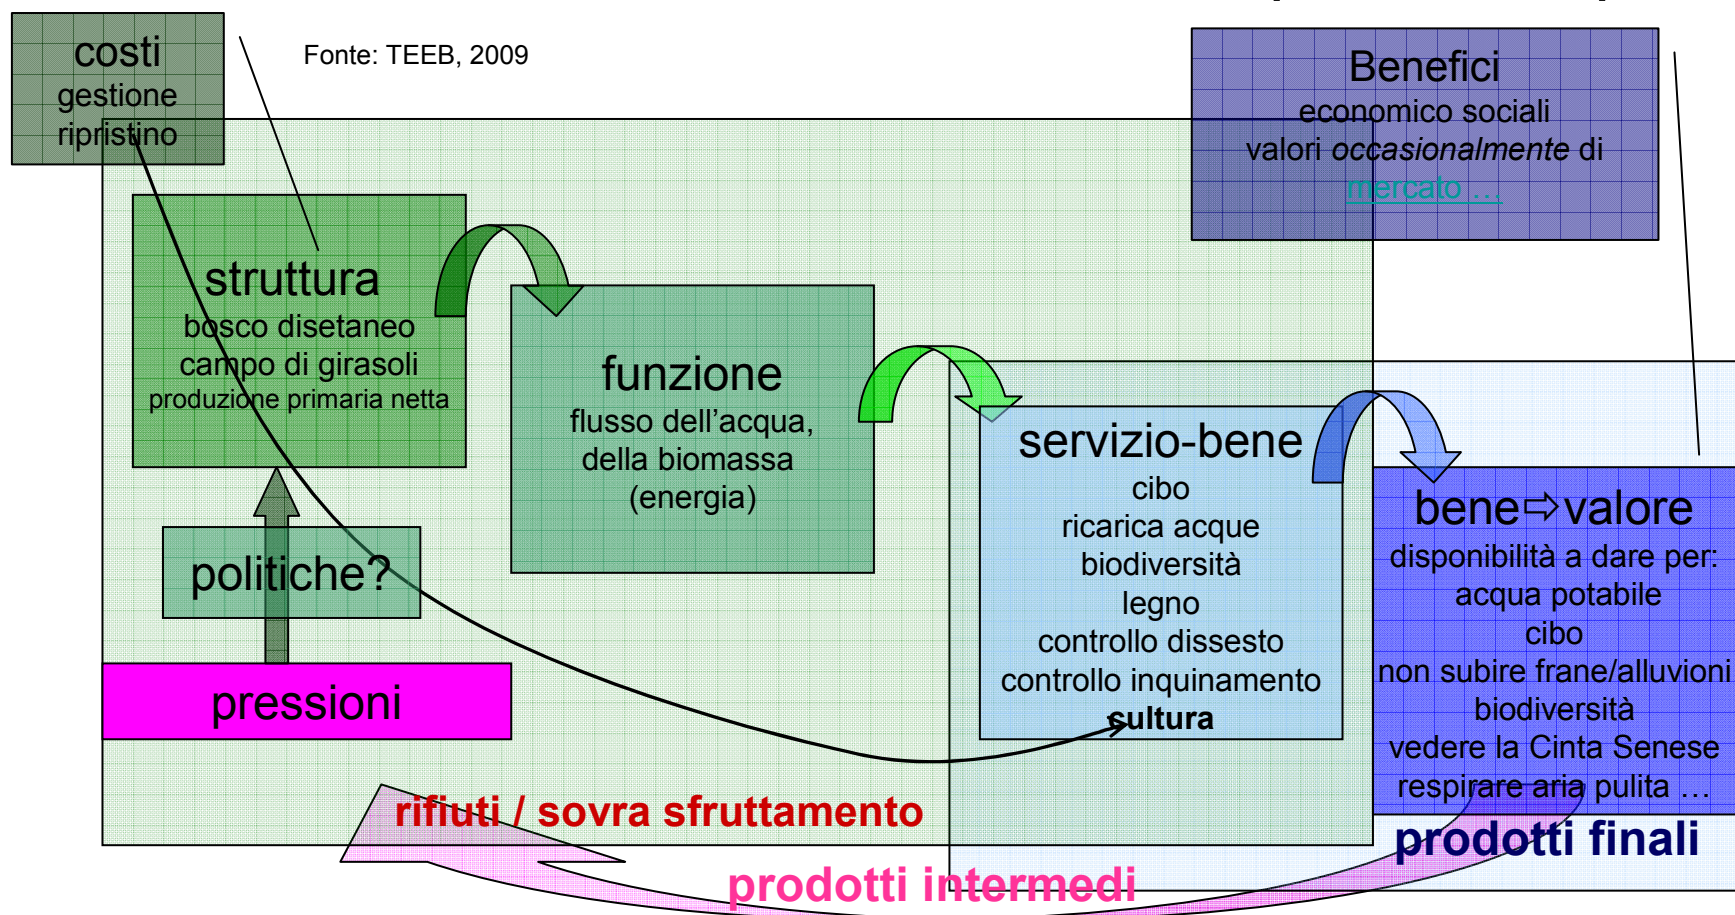 costi
gestione
ripristino
Fonte: TEEB, 2009
Benefici
economico sociali
valori occasionalmente di
mercato …
struttura
bosco disetaneo
campo di girasoli
produzione primaria netta
funzione
flusso dell’acqua,
della biomassa
(energia)
servizio-bene
cibo
ricarica acque
biodiversità
legno
controllo dissesto
controllo inquinamento
cultura
bene⇨valore
disponibilità a dare per:
acqua potabile
cibo
non subire frane/alluvioni
biodiversità
vedere la Cinta Senese
respirare aria pulita …
politiche?
pressioni
rifiuti / sovra sfruttamento
prodotti finali
prodotti intermedi